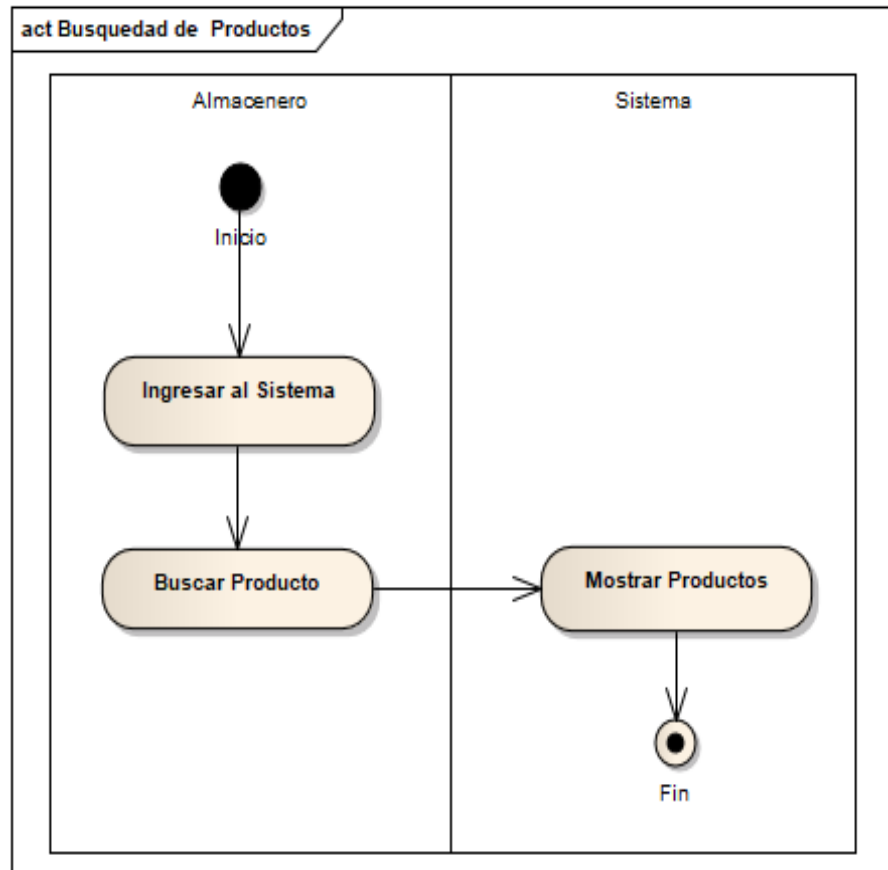 act Busquedad de Productos
Almacenero
Sistema
Inicio
Ingresar al Sistema
Buscar Producto
Mostrar Productos
Fin